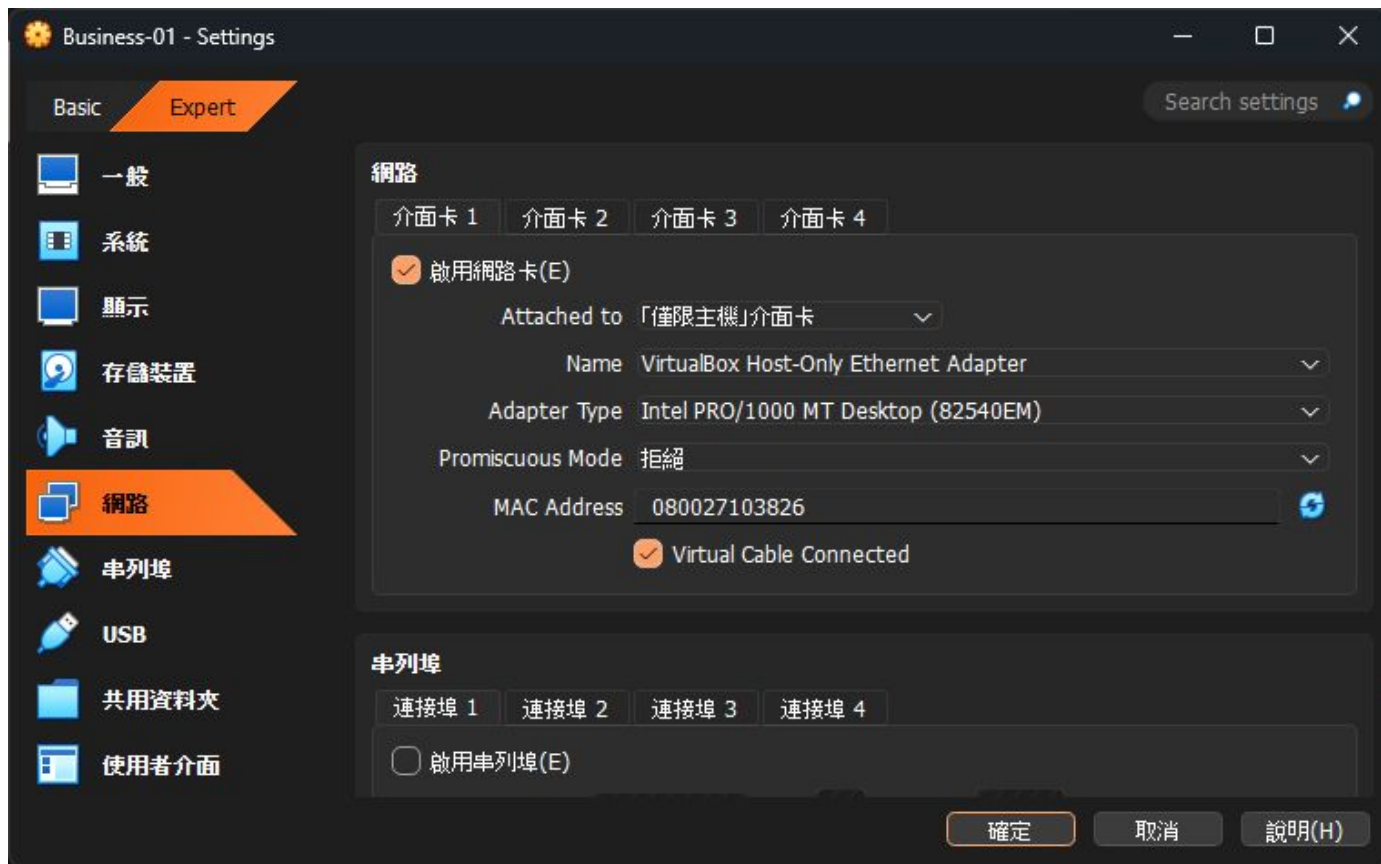 Business-01 - Settings
Basic
Expert
Search settings
一般
系統
顯示
存儲裝置
音訊
網路
串列埠
USB
共用資料夾
使用者介面
網路
介面卡 1 介面卡 2 介面卡 3 介面卡 4
啟用網路卡(E)
Attached to 「僅限主機」介面卡
Name VirtualBox Host-Only Ethernet Adapter
Adapter Type Intel PRO/1000 MT Desktop (82540EM)
Promiscuous Mode 拒絕
MAC Address 080027103826
Virtual Cable Connected
串列埠
連接埠 1 連接埠 2 連接埠 3 連接埠 4
啟用串列埠(E)
確定 取消 說明(H)